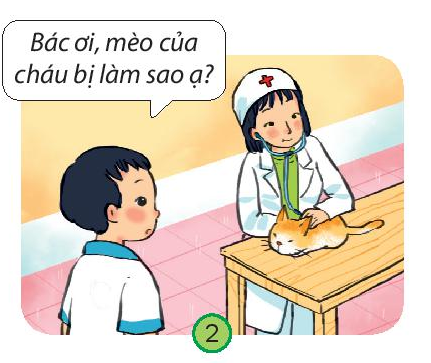 Bác ơi, mèo của
cháu bị làm sao ạ?
2